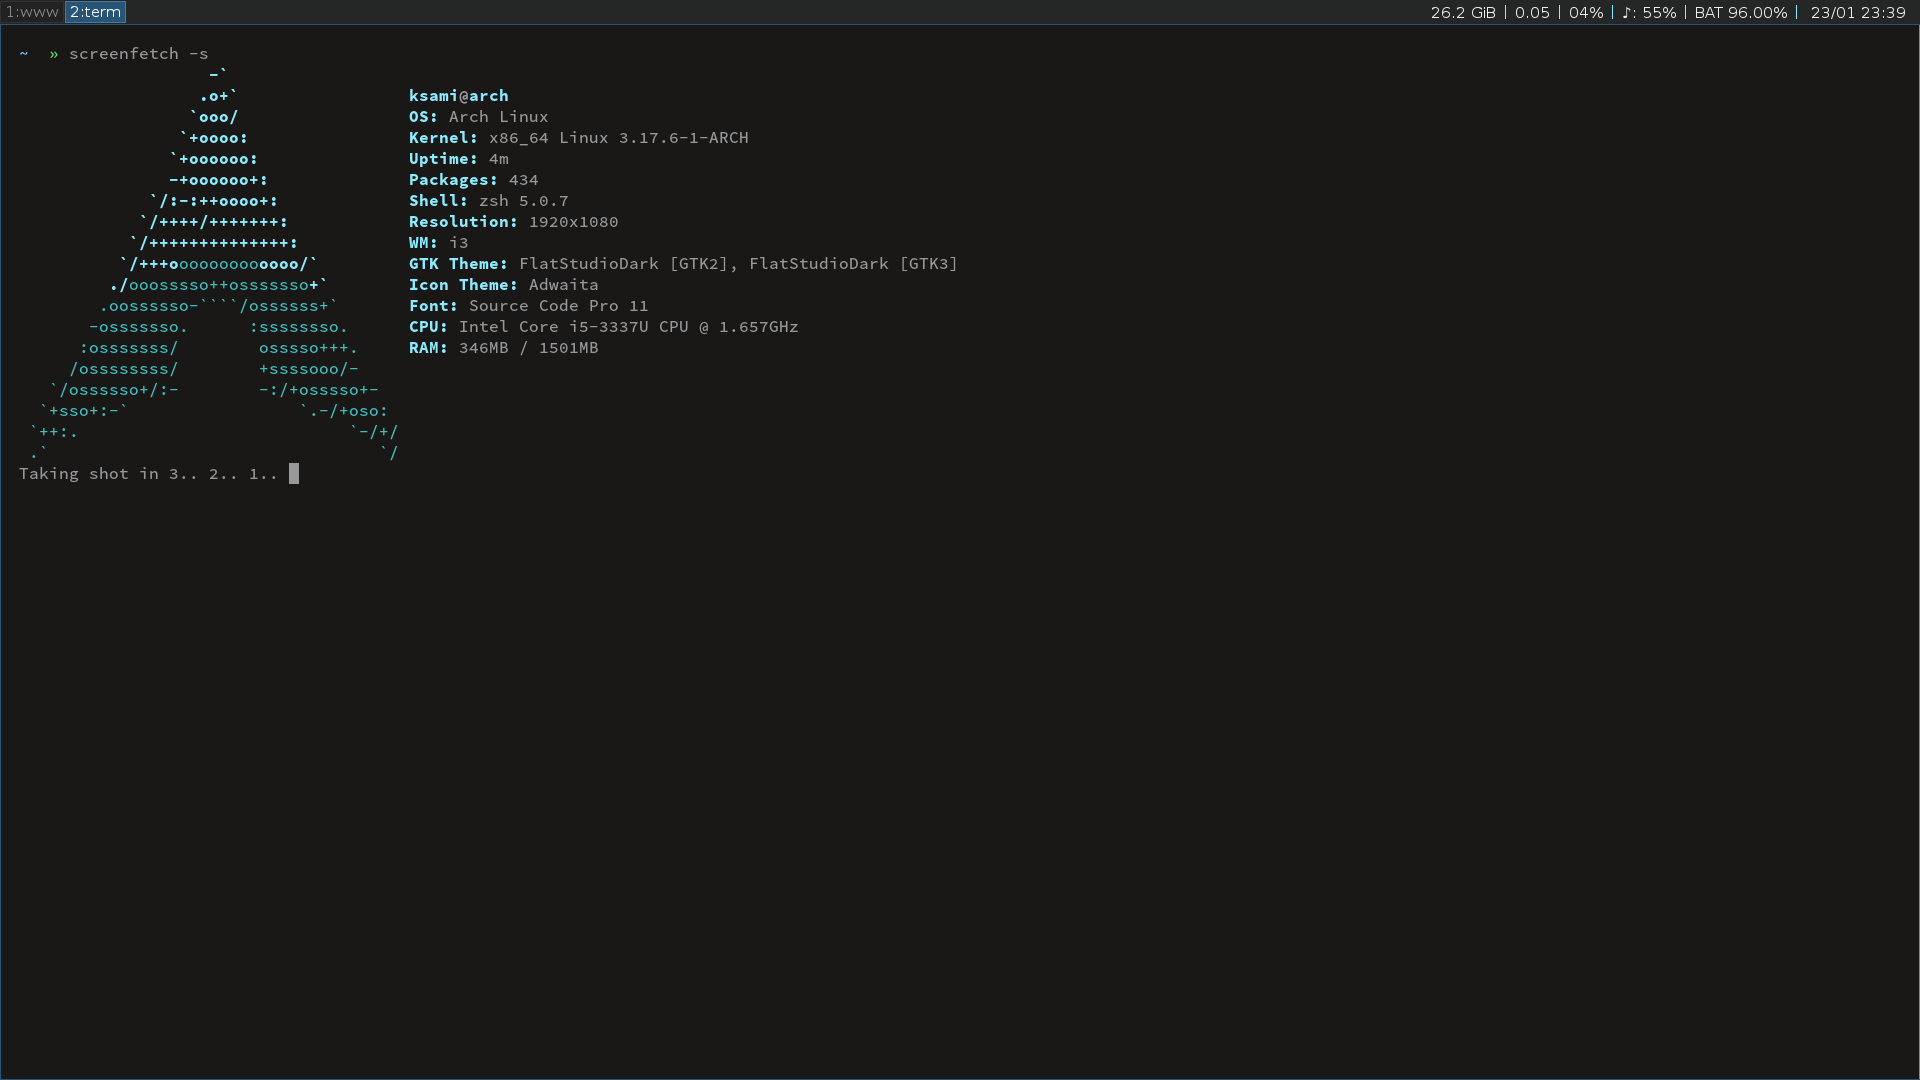 1:www 2:term 26.2 GiB | 0.05 | 04% | ♪: 55% | BAT 96.00% | 23/01 23:39
~  » screenfetch -s
                   -`
                  .o+`                 ksami@arch
                 `ooo/                 OS: Arch Linux
                `+oooo:                Kernel: x86_64 Linux 3.17.6-1-ARCH
               `+oooooo:               Uptime: 4m
               -+oooooo+:              Packages: 434
             `/:-:++oooo+:             Shell: zsh 5.0.7
            `/++++/+++++++:            Resolution: 1920x1080
           `/++++++++++++++:           WM: i3
          `/+++ooooooooooooo/`         GTK Theme: FlatStudioDark [GTK2], FlatStudioDark [GTK3]
         ./ooosssso++osssssso+`        Icon Theme: Adwaita
        .oossssso-````/ossssss+`       Font: Source Code Pro 11
       -osssssso.      :ssssssso.      CPU: Intel Core i5-3337U CPU @ 1.657GHz
      :osssssss/        osssso+++.     RAM: 346MB / 1501MB
     /ossssssss/        +ssssooo/-
   `/ossssso+/:-        -:/+osssso+-
  `+sso+:-`                 `.-/+oso:
 `++:.                           `-/+/
 .`                                 `/
Taking shot in 3.. 2.. 1..